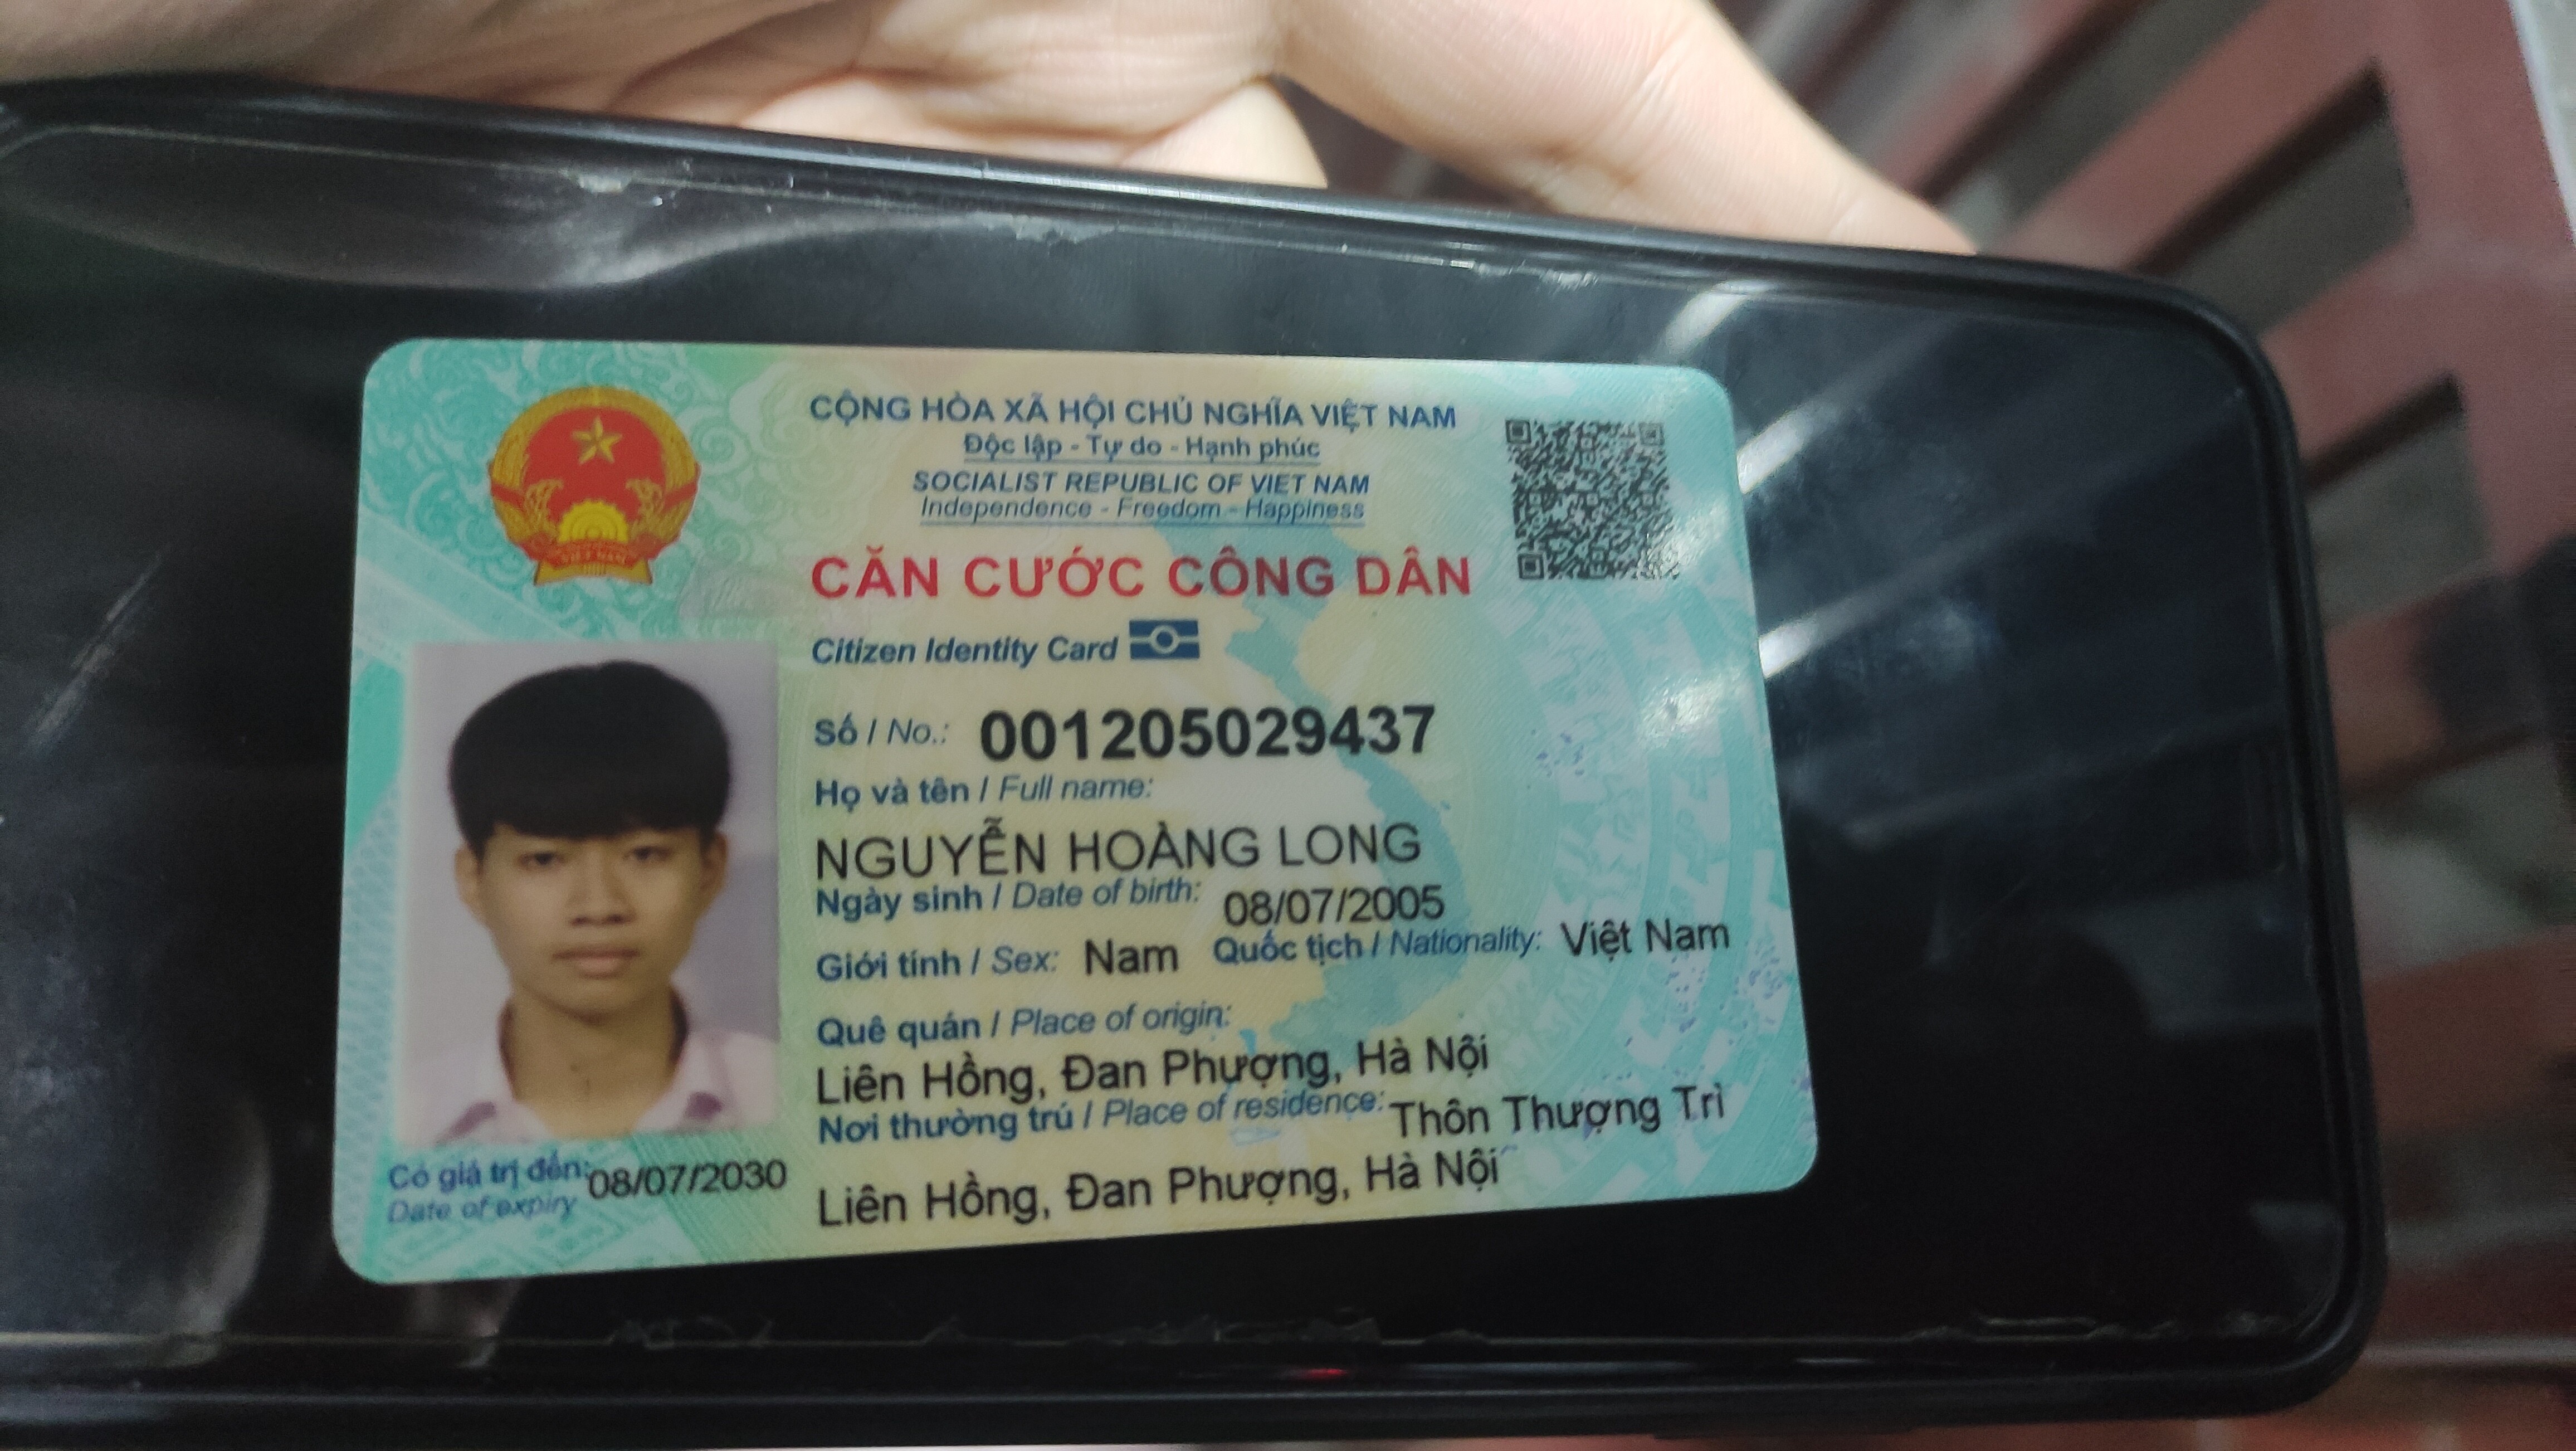 CỘNG HÒA XÃ HỘI CHỦ NGHĨA VIỆT NAM
Độc lập - Tự do - Hạnh phúc
SOCIALIST REPUBLIC OF VIET NAM
Independence - Freedom - Happiness
CĂN CƯỚC CÔNG DÂN
Citizen Identity Card
Số / No.: 001205029437
Họ và tên / Full name:
NGUYỄN HOÀNG LONG
Ngày sinh / Date of birth: 08/07/2005
Giới tính / Sex: Nam Quốc tịch / Nationality: Việt Nam
Quê quán / Place of origin:
Liên Hồng, Đan Phượng, Hà Nội
Nơi thường trú / Place of residence: Thôn Thượng Trì
Liên Hồng, Đan Phượng, Hà Nội
Có giá trị đến: 08/07/2030
Date of expiry
VIỆT NAM